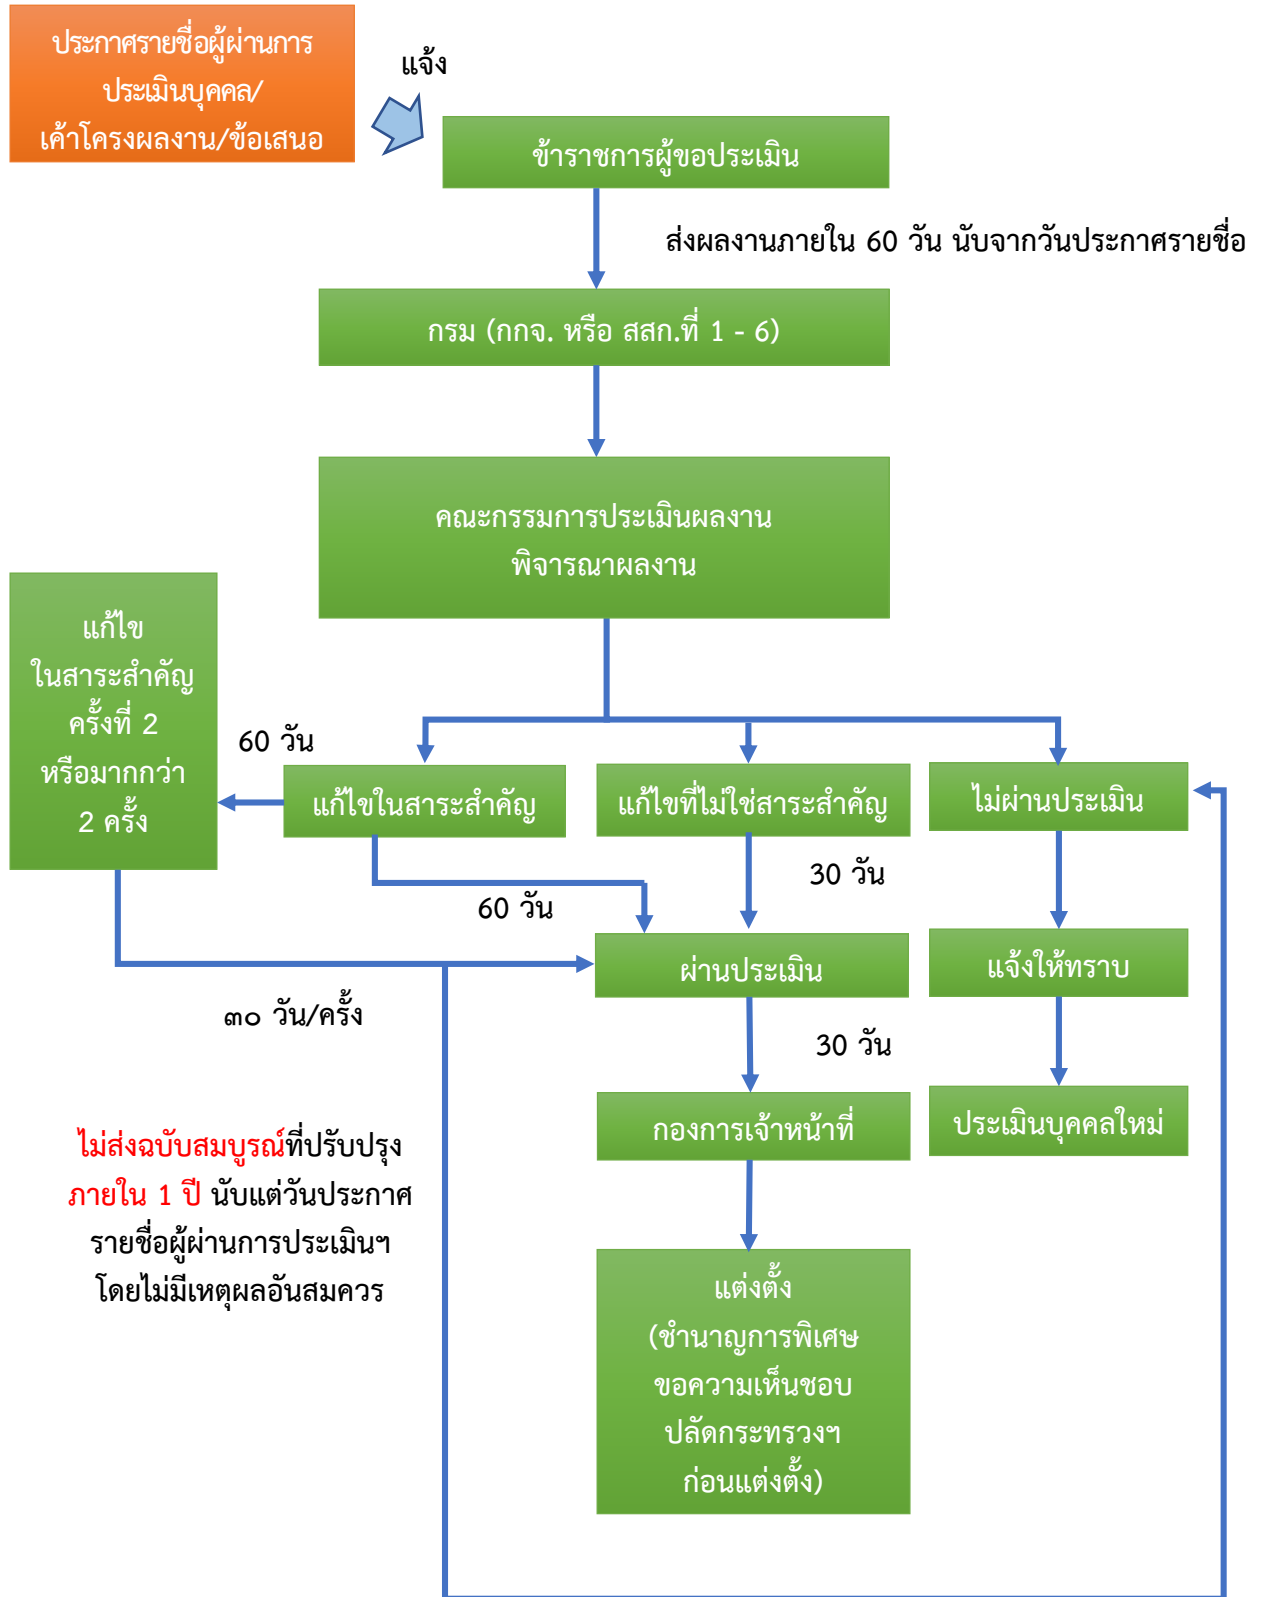 ประกาศรายชื่อผู้ผ่านการ
ประเมินบุคคล/
เค้าโครงผลงาน/ข้อเสนอ
แจ้ง
ข้าราชการผู้ขอประเมิน
ส่งผลงานภายใน 60 วัน นับจากวันประกาศรายชื่อ
กรม (กกจ. หรือ สสก.ที่ 1 - 6)
คณะกรรมการประเมินผลงาน
พิจารณาผลงาน
แก้ไข
ในสาระสำคัญ
ครั้งที่ 2
หรือมากกว่า
2 ครั้ง
60 วัน
แก้ไขในสาระสำคัญ
แก้ไขที่ไม่ใช่สาระสำคัญ
ไม่ผ่านประเมิน
60 วัน
30 วัน
ผ่านประเมิน
แจ้งให้ทราบ
๓๐ วัน/ครั้ง
30 วัน
กองการเจ้าหน้าที่
ประเมินบุคคลใหม่
ไม่ส่งฉบับสมบูรณ์ที่ปรับปรุง
ภายใน 1 ปี นับแต่วันประกาศ
รายชื่อผู้ผ่านการประเมินฯ
โดยไม่มีเหตุผลอันสมควร
แต่งตั้ง
(ชำนาญการพิเศษ
ขอความเห็นชอบ
ปลัดกระทรวงฯ
ก่อนแต่งตั้ง)